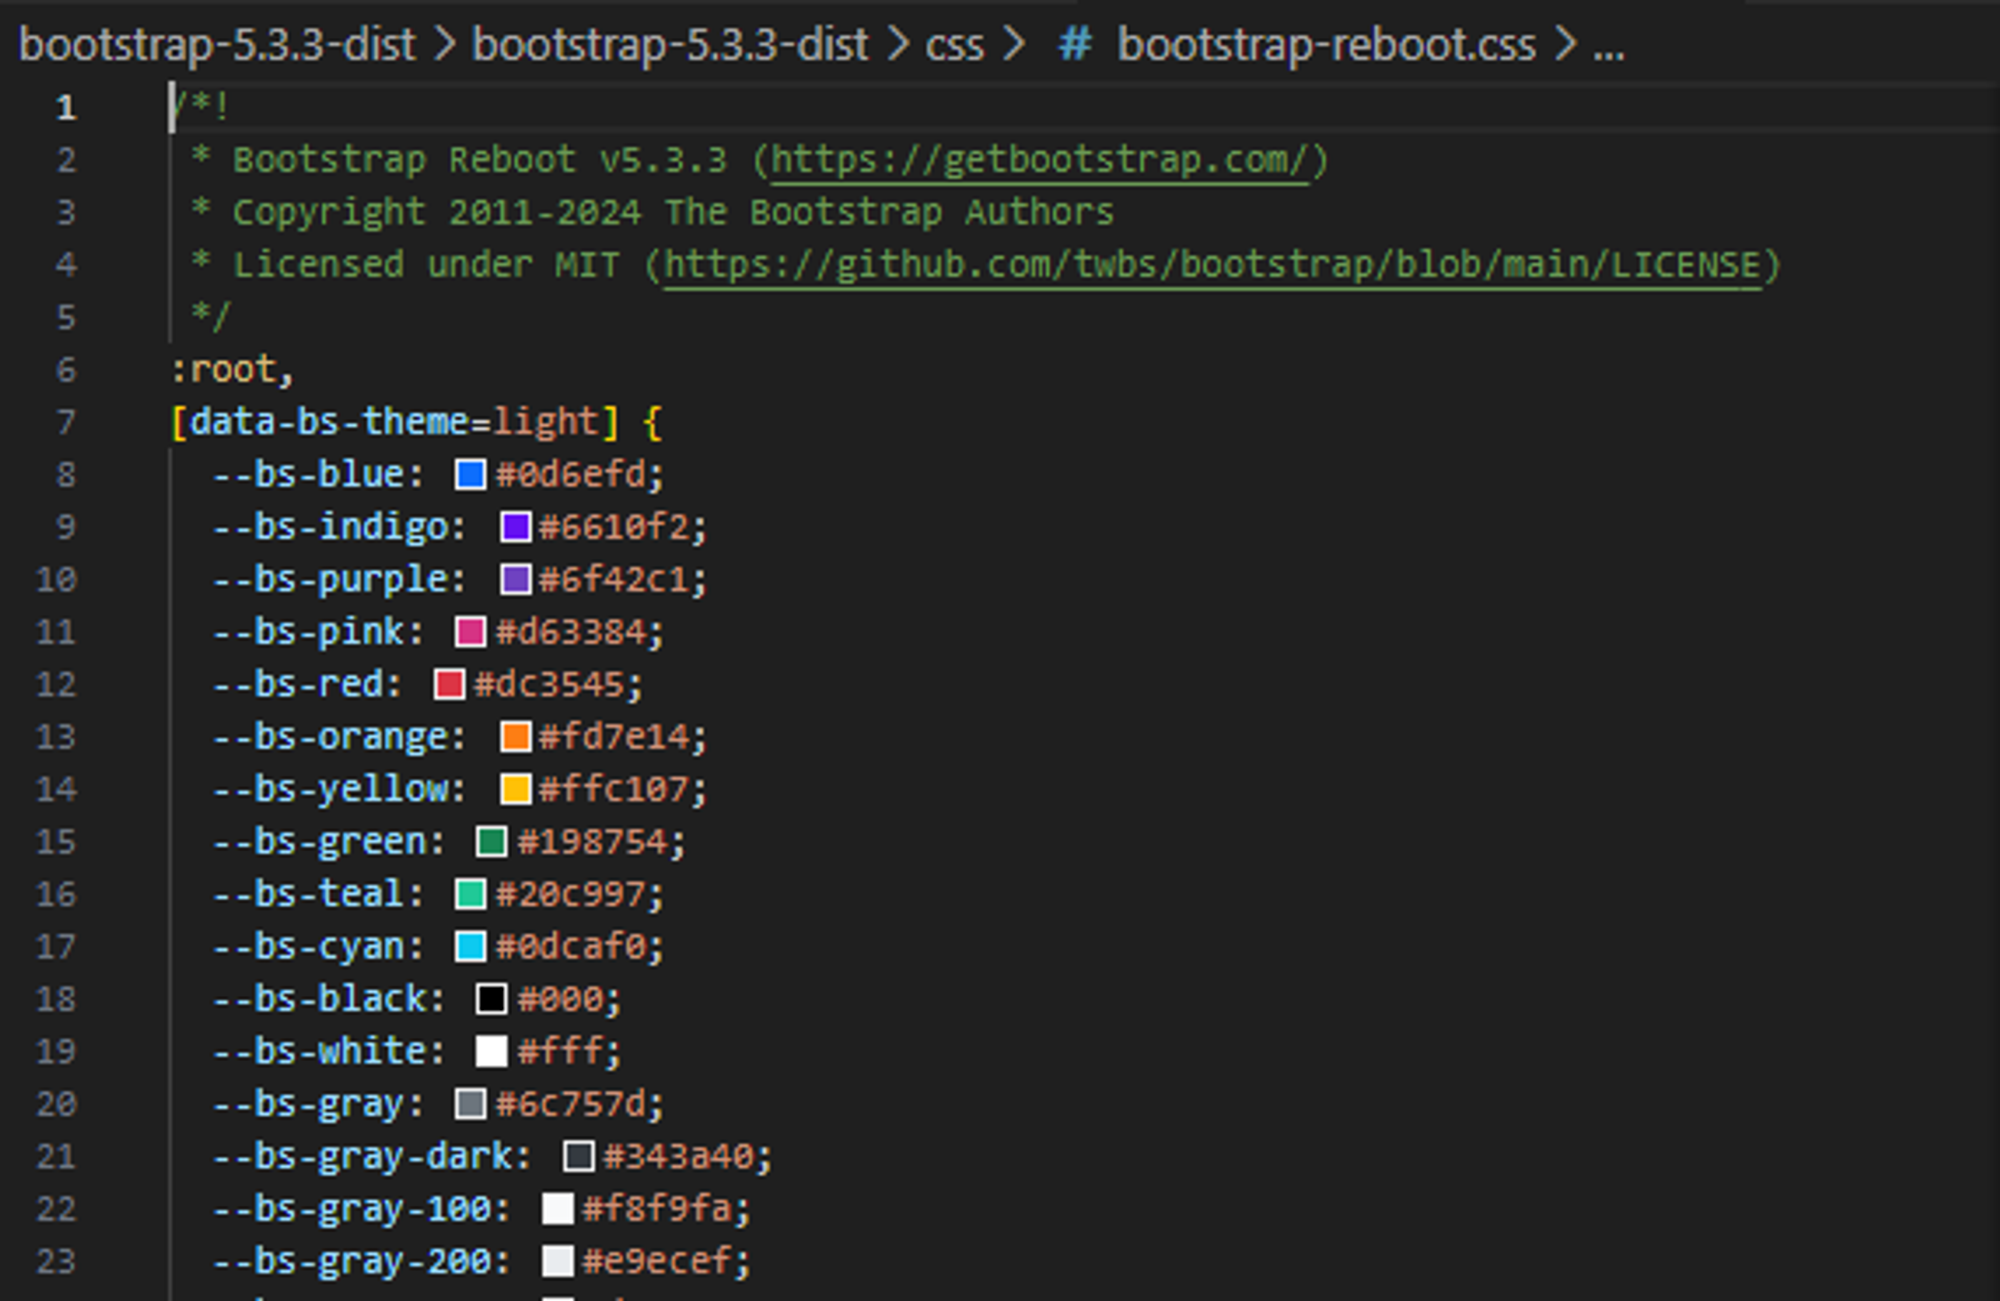 bootstrap-5.3.3-dist > bootstrap-5.3.3-dist > css > # bootstrap-reboot.css > ...
1 /*!
2 * Bootstrap Reboot v5.3.3 (https://getbootstrap.com/)
3 * Copyright 2011-2024 The Bootstrap Authors
4 * Licensed under MIT (https://github.com/twbs/bootstrap/blob/main/LICENSE)
5 */
6 :root,
7 [data-bs-theme=light] {
8 --bs-blue: #0d6efd;
9 --bs-indigo: #6610f2;
10 --bs-purple: #6f42c1;
11 --bs-pink: #d63384;
12 --bs-red: #dc3545;
13 --bs-orange: #fd7e14;
14 --bs-yellow: #ffc107;
15 --bs-green: #198754;
16 --bs-teal: #20c997;
17 --bs-cyan: #0dcaf0;
18 --bs-black: #000;
19 --bs-white: #fff;
20 --bs-gray: #6c757d;
21 --bs-gray-dark: #343a40;
22 --bs-gray-100: #f8f9fa;
23 --bs-gray-200: #e9ecef;